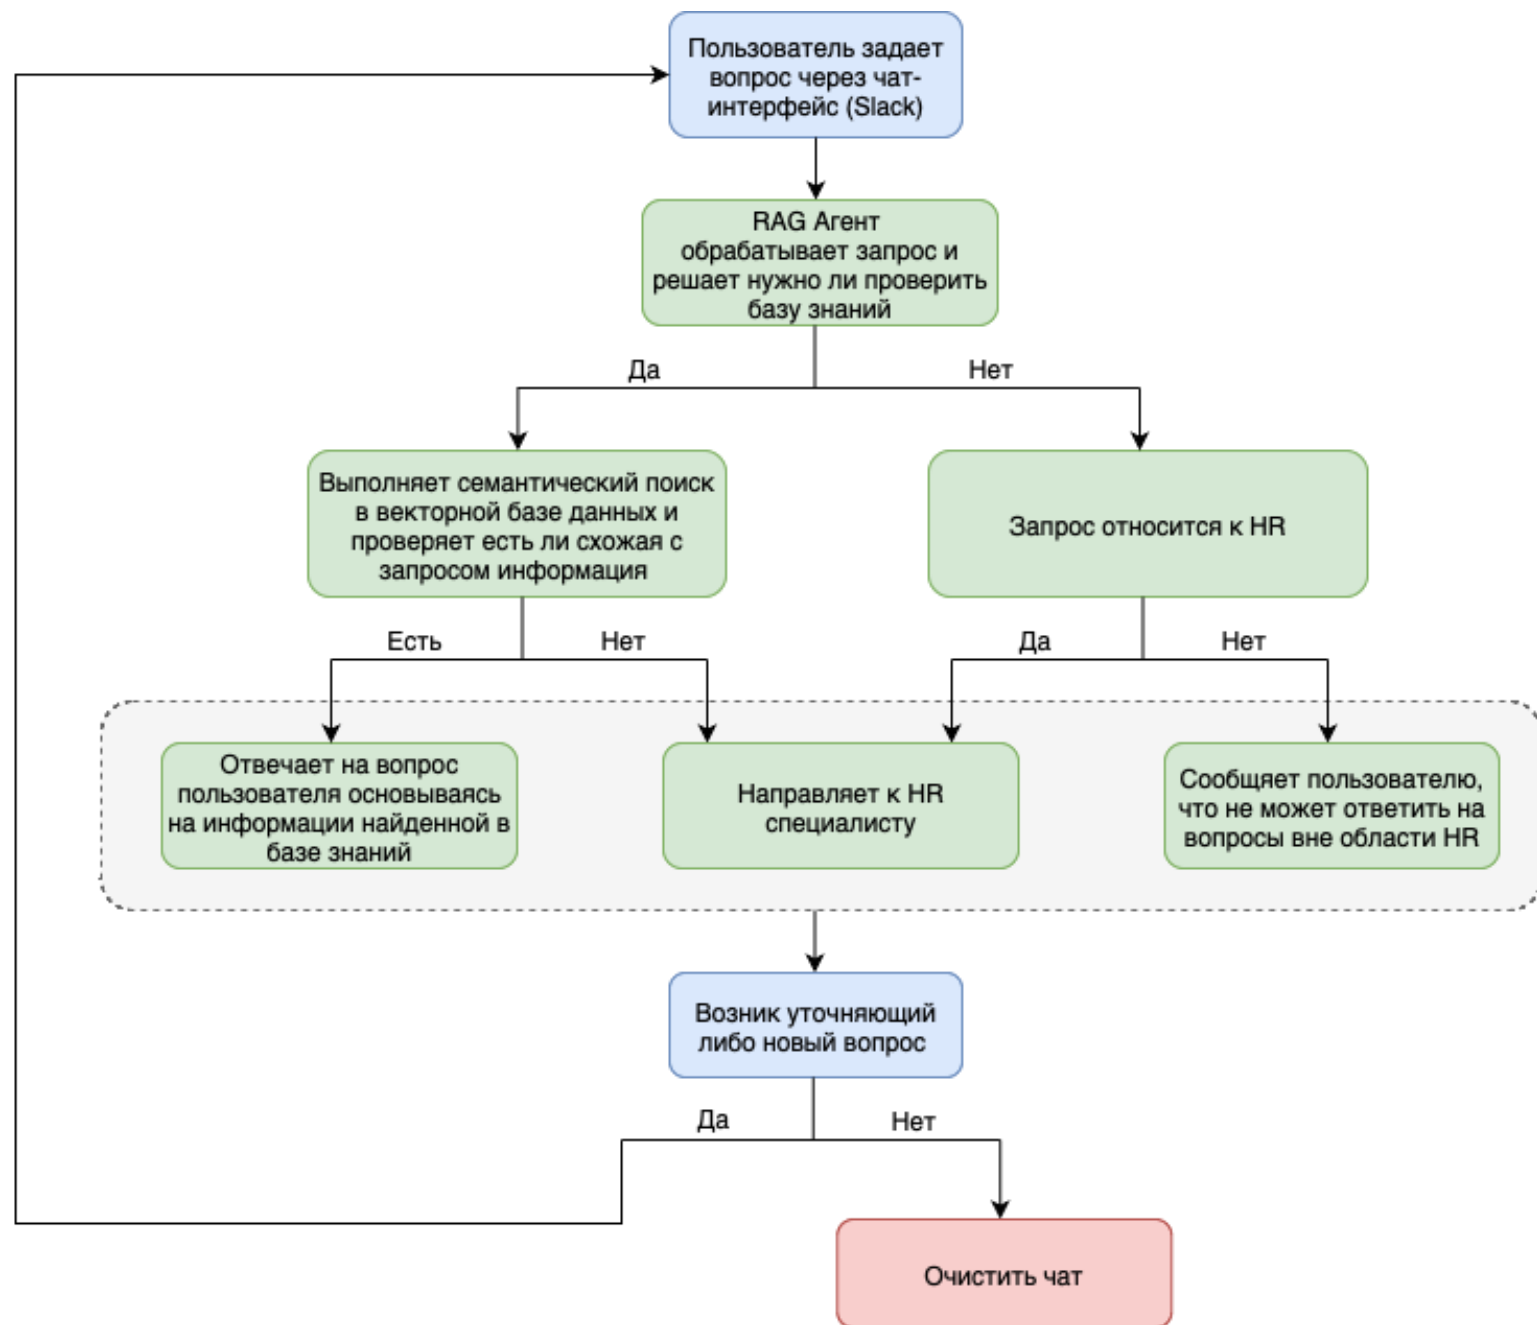 Пользователь задает
вопрос через чат-
интерфейс (Slack)
RAG Агент
обрабатывает запрос и
решает нужно ли проверить
базу знаний
Да
Нет
Выполняет семантический поиск
в векторной базе данных и
проверяет есть ли схожая с
запросом информация
Запрос относится к HR
Есть
Нет
Да
Нет
Отвечает на вопрос
пользователя основываясь
на информации найденной в
базе знаний
Направляет к HR
специалисту
Сообщяет пользователю,
что не может ответить на
вопросы вне области HR
Возник уточняющий
либо новый вопрос
Да
Нет
Очистить чат